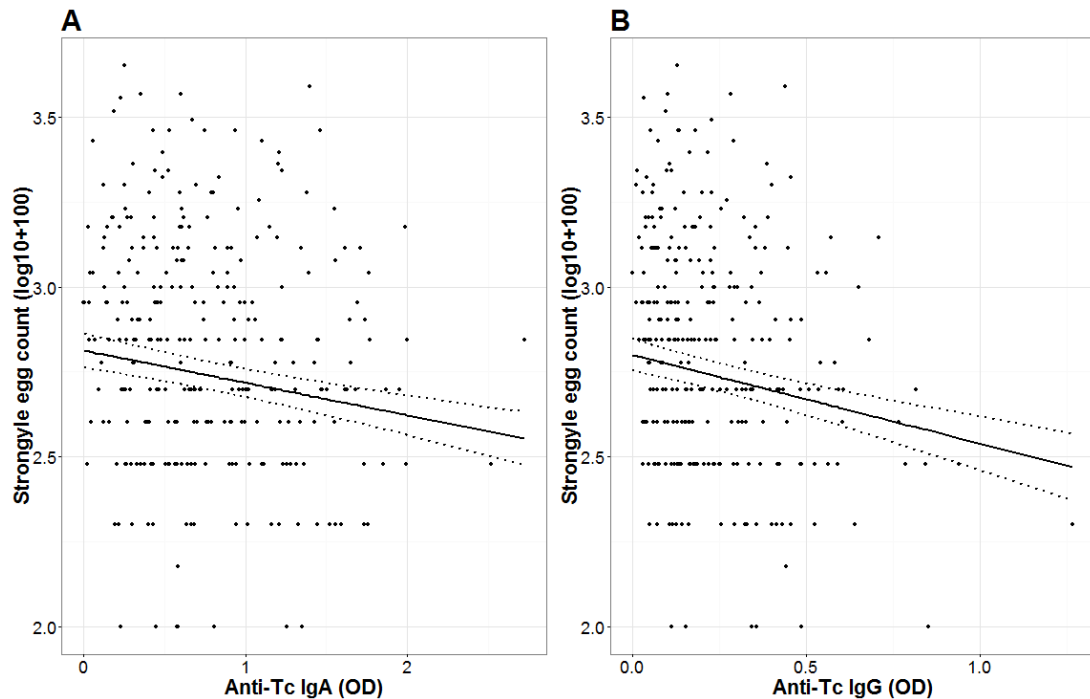 A
Strongyle egg count (log10+100)
3.5
3.0
2.5
2.0
0
1
2
Anti-Tc IgA (OD)
B
Strongyle egg count (log10+100)
3.5
3.0
2.5
2.0
0.0
0.5
1.0
Anti-Tc IgG (OD)